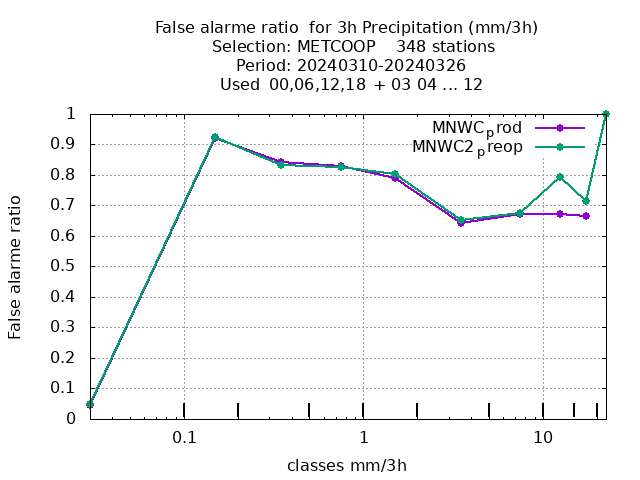 False alarme ratio  for 3h Precipitation (mm/3h)
Selection: METCOOP    348 stations
Period: 20240310-20240326
Used  00,06,12,18  + 03 04 ... 12
MNWCprod
MNWC2preop
1
0.9
0.8
0.7
0.6
0.5
0.4
0.3
0.2
0.1
0
False alarme ratio
0.1
1
10
classes mm/3h